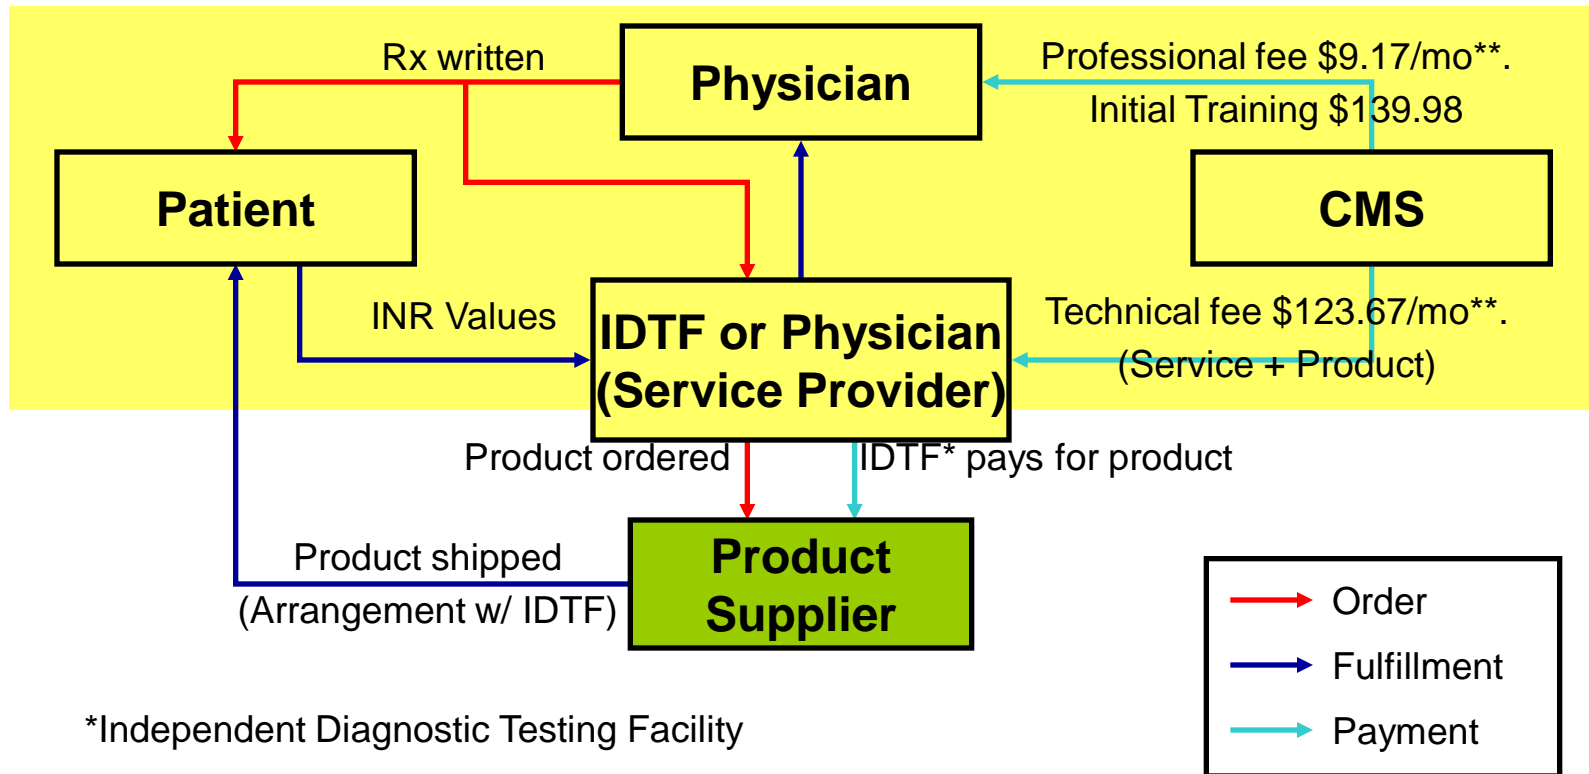 Rx written
Physician
Professional fee $9.17/mo**.
Initial Training $139.98
Patient
CMS
INR Values
IDTF or Physician
(Service Provider)
Technical fee $123.67/mo**.
(Service + Product)
Product ordered
IDTF* pays for product
Product shipped
(Arrangement w/ IDTF)
Product
Supplier
Order
Fulfillment
Payment
*Independent Diagnostic Testing Facility